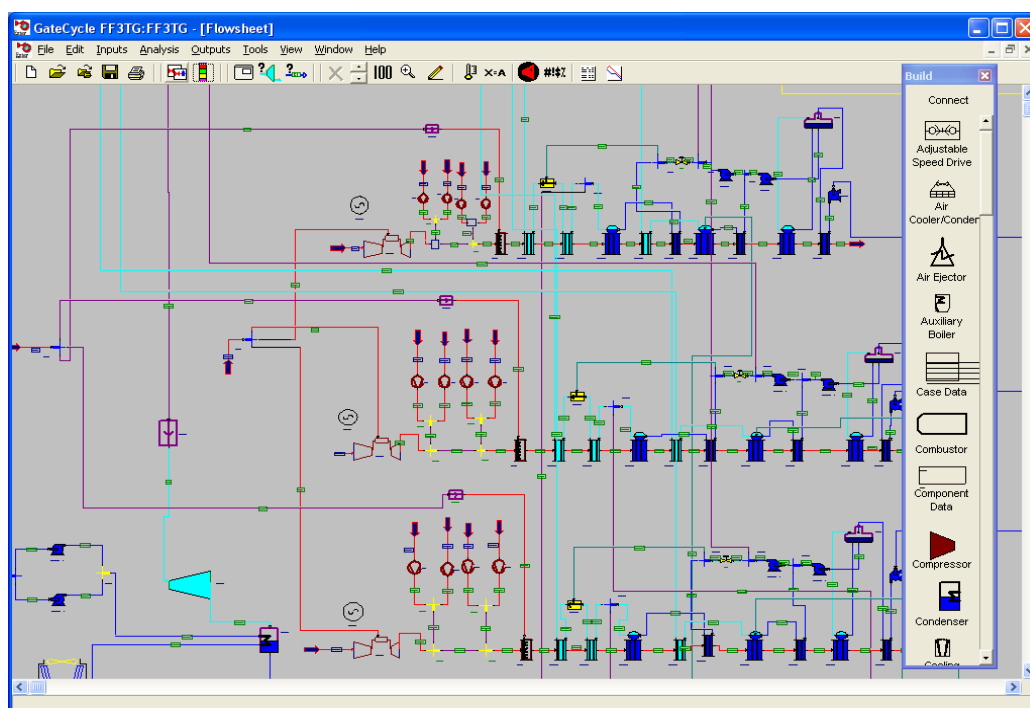 GateCycle FF3TG:FF3TG - [Flowsheet]
File Edit Inputs Analysis Outputs Tools View Window Help
100 X=A #!$%
Build
Connect
Adjustable
Speed Drive
Air
Cooler/Conden
Air Ejector
Auxiliary
Boiler
Case Data
Combustor
Component
Data
Compressor
Condenser
Cooling